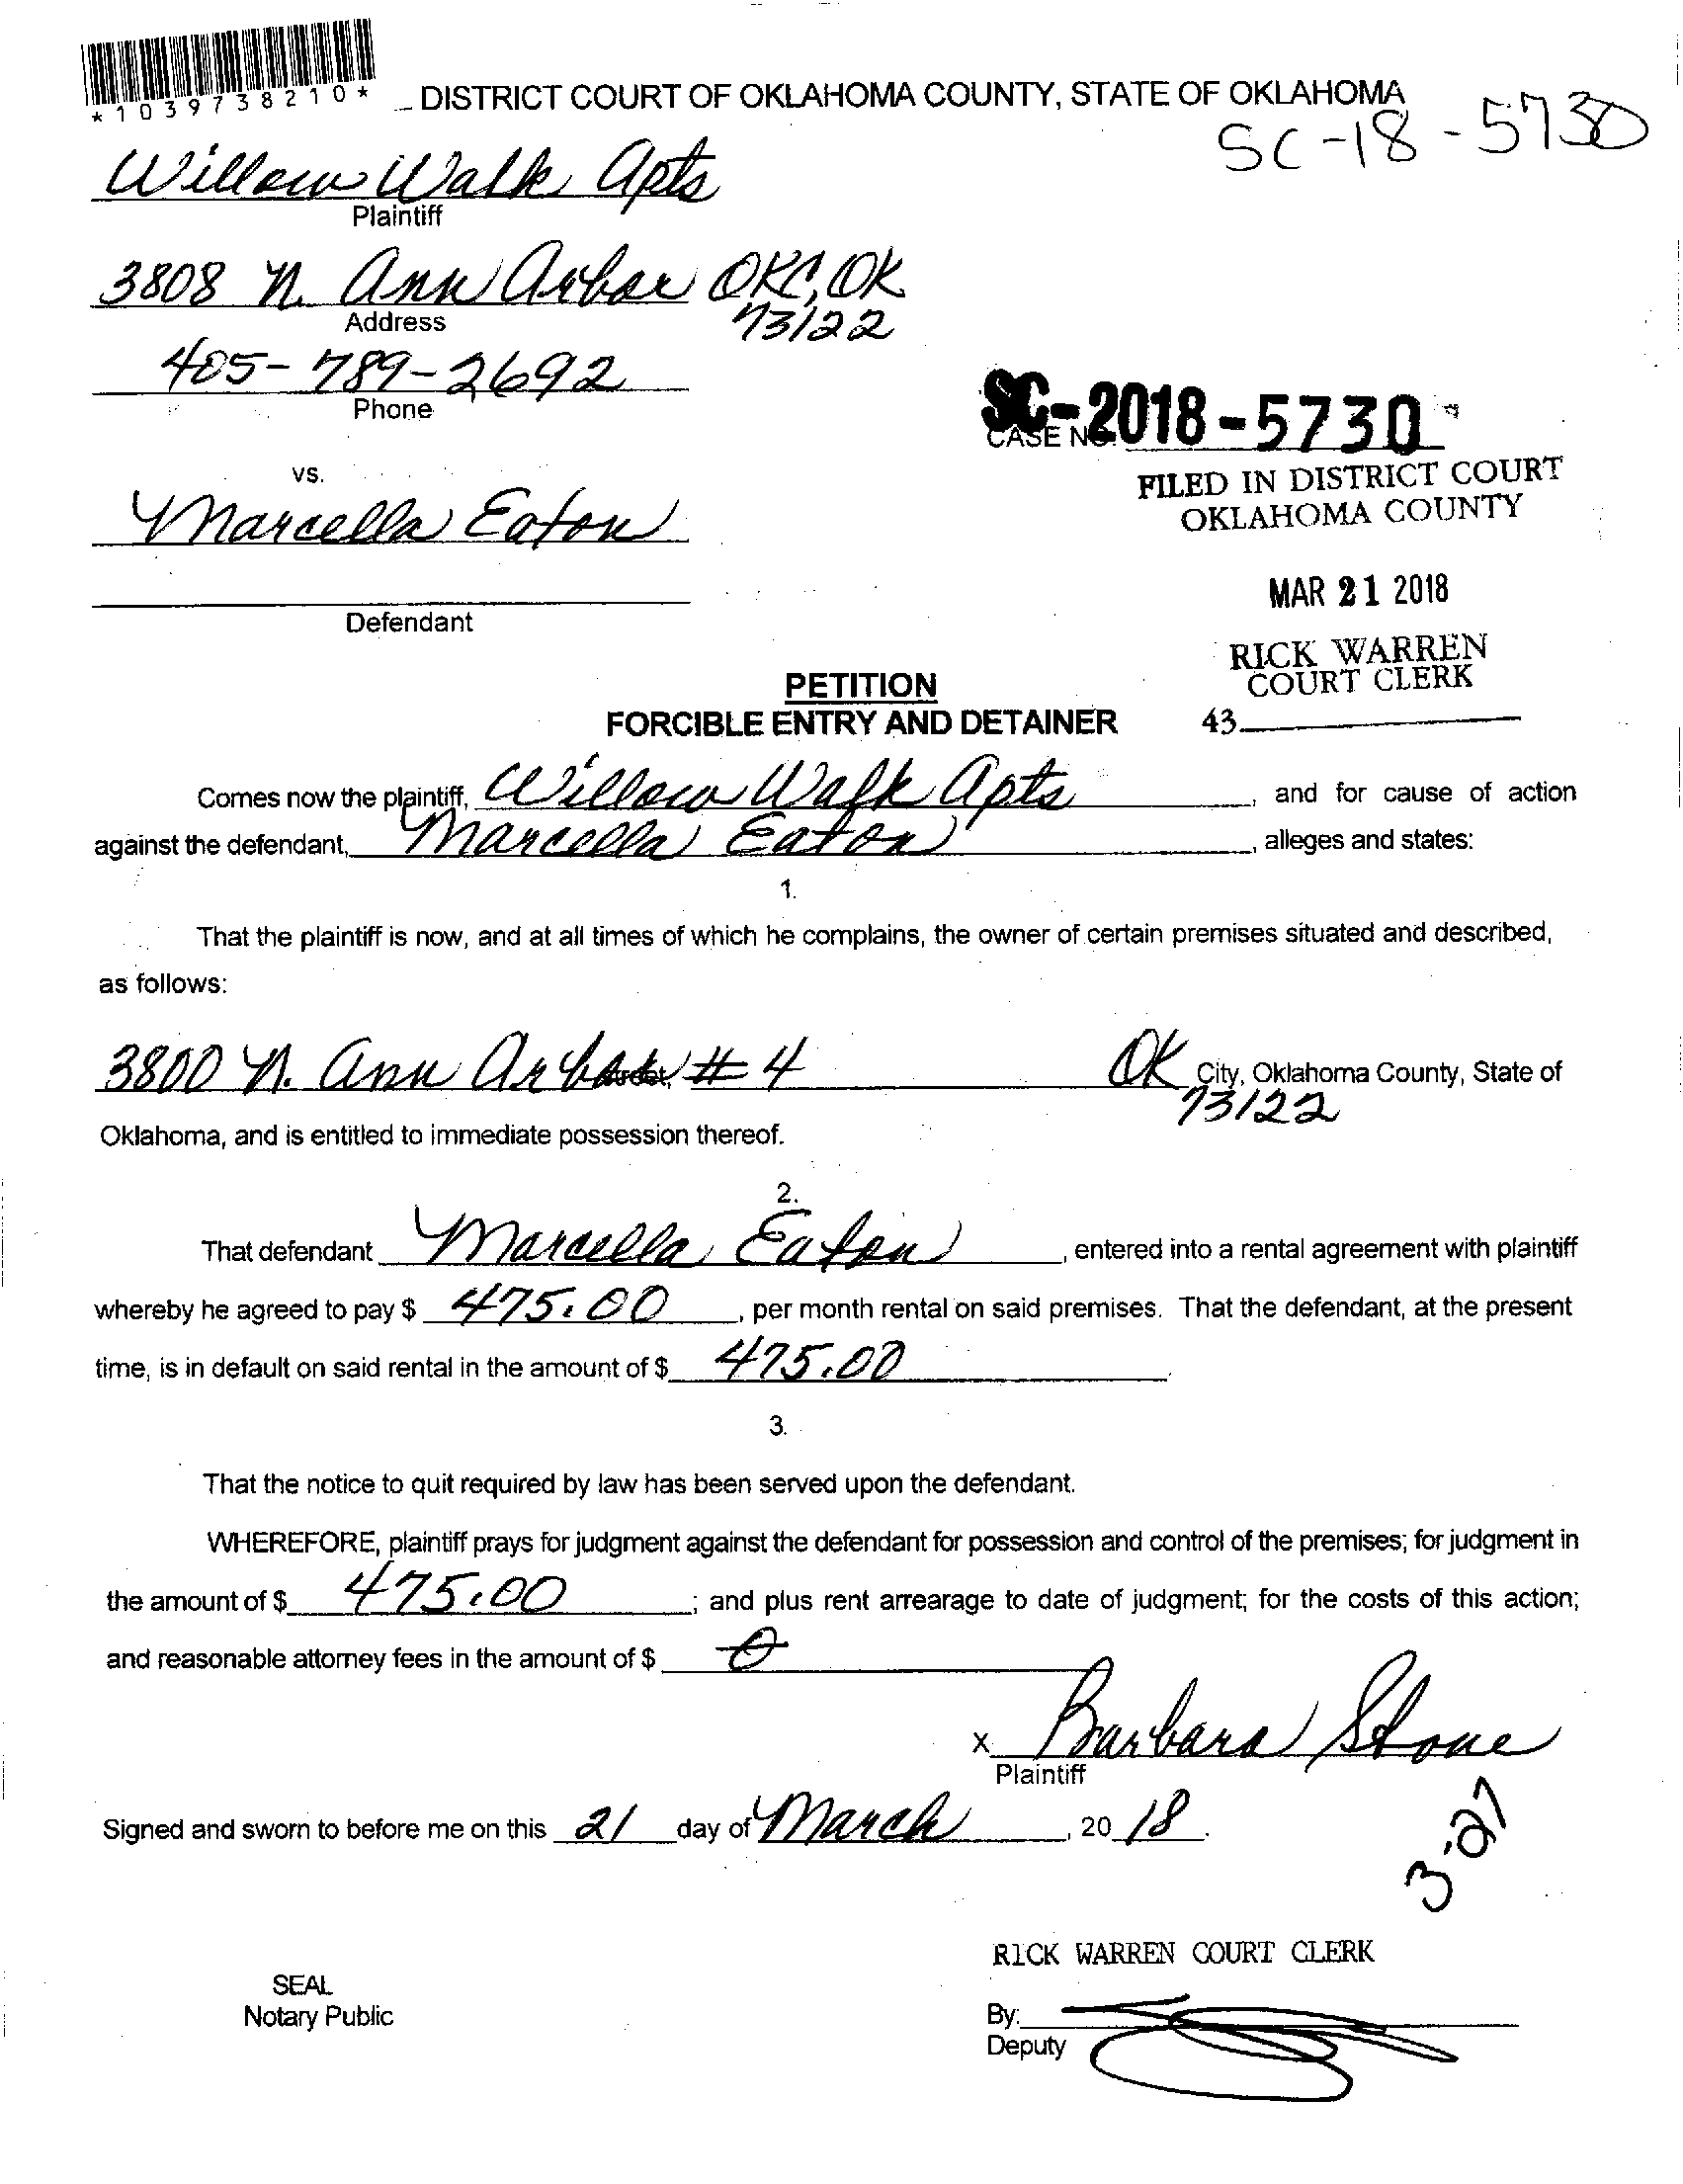 *1039738210*
DISTRICT COURT OF OKLAHOMA COUNTY, STATE OF OKLAHOMA
SC-18-5730
Willow Walk Apts
Plaintiff
3808 N. Ann Arbor OKC, OK
73122
Address
405-789-2692
Phone
SC-2018-5730
CASE NO.
vs.
FILED IN DISTRICT COURT
OKLAHOMA COUNTY
Marcella Eaton
MAR 21 2018
Defendant
RICK WARREN
COURT CLERK
43
PETITION
FORCIBLE ENTRY AND DETAINER
Comes now the plaintiff, Willow Walk Apts, and for cause of action
against the defendant, Marcella Eaton, alleges and states:
1.
That the plaintiff is now, and at all times of which he complains, the owner of certain premises situated and described,
as follows:
3800 N. Ann Arbor Street, # 4 OK City, Oklahoma County, State of
73122
Oklahoma, and is entitled to immediate possession thereof.
2.
That defendant Marcella Eaton, entered into a rental agreement with plaintiff
whereby he agreed to pay $ 475.00, per month rental on said premises. That the defendant, at the present
time, is in default on said rental in the amount of $ 475.00.
3.
That the notice to quit required by law has been served upon the defendant.
WHEREFORE, plaintiff prays for judgment against the defendant for possession and control of the premises; for judgment in
the amount of $ 475.00; and plus rent arrearage to date of judgment; for the costs of this action;
and reasonable attorney fees in the amount of $ 0
x Barbara Stone
Plaintiff
Signed and sworn to before me on this 21 day of March, 20 18.
3-27
RICK WARREN COURT CLERK
SEAL
Notary Public
By:
Deputy